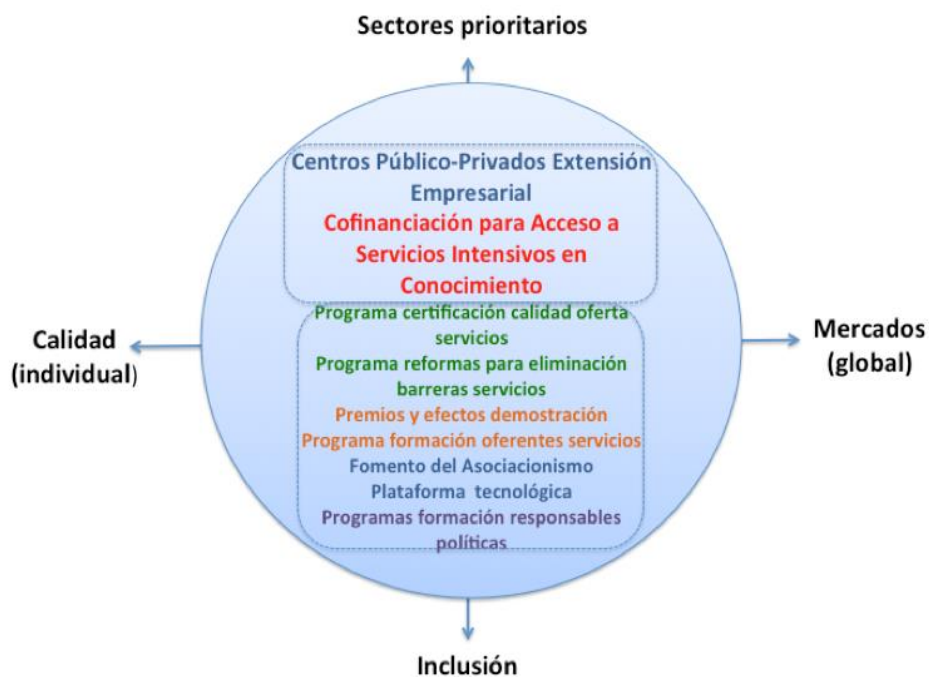 Sectores prioritarios
Centros Público-Privados Extensión
Empresarial
Cofinanciación para Acceso a
Servicios Intensivos en
Conocimiento
Programa certificación calidad oferta
servicios
Programa reformas para eliminación
barreras servicios
Premios y efectos demostración
Programa formación oferentes servicios
Fomento del Asociacionismo
Plataforma tecnológica
Programas formación responsables
políticas
Calidad
(individual)
Mercados
(global)
Inclusión